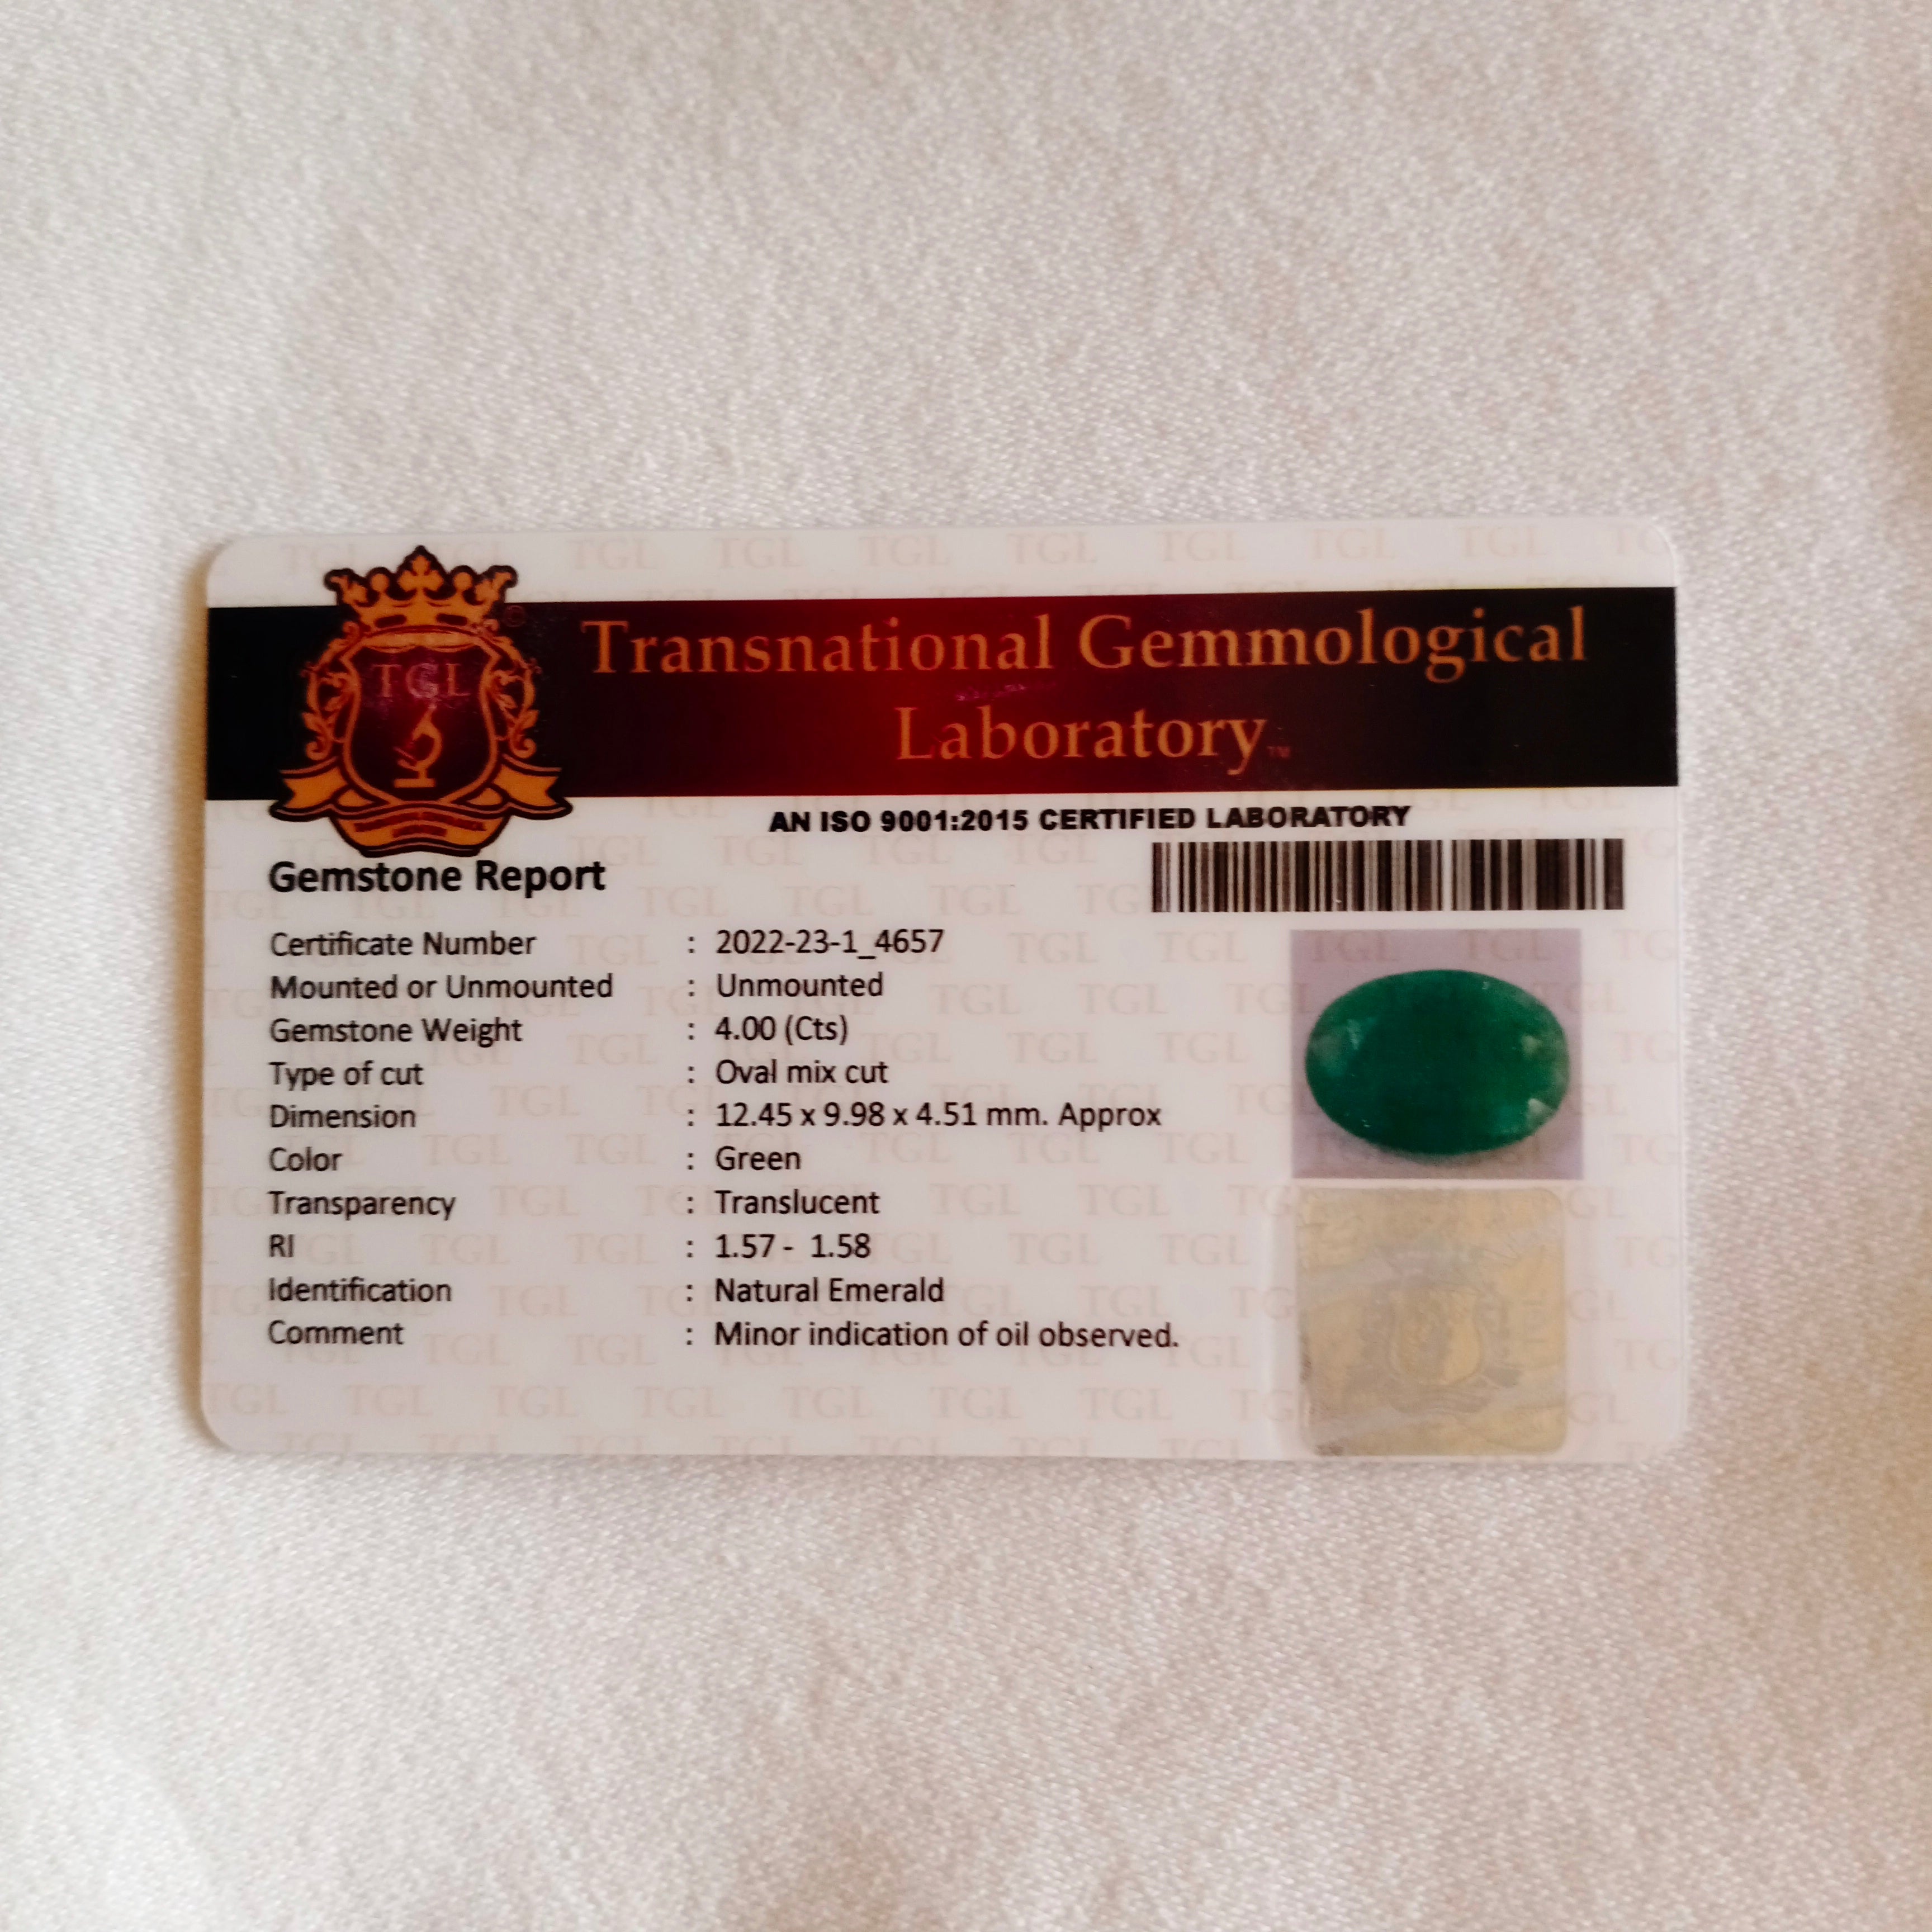 TGL
Transnational Gemmological
Laboratory™
AN ISO 9001:2015 CERTIFIED LABORATORY
Gemstone Report
Certificate Number : 2022-23-1_4657
Mounted or Unmounted : Unmounted
Gemstone Weight : 4.00 (Cts)
Type of cut : Oval mix cut
Dimension : 12.45 x 9.98 x 4.51 mm. Approx
Color : Green
Transparency : Translucent
RI : 1.57 - 1.58
Identification : Natural Emerald
Comment : Minor indication of oil observed.